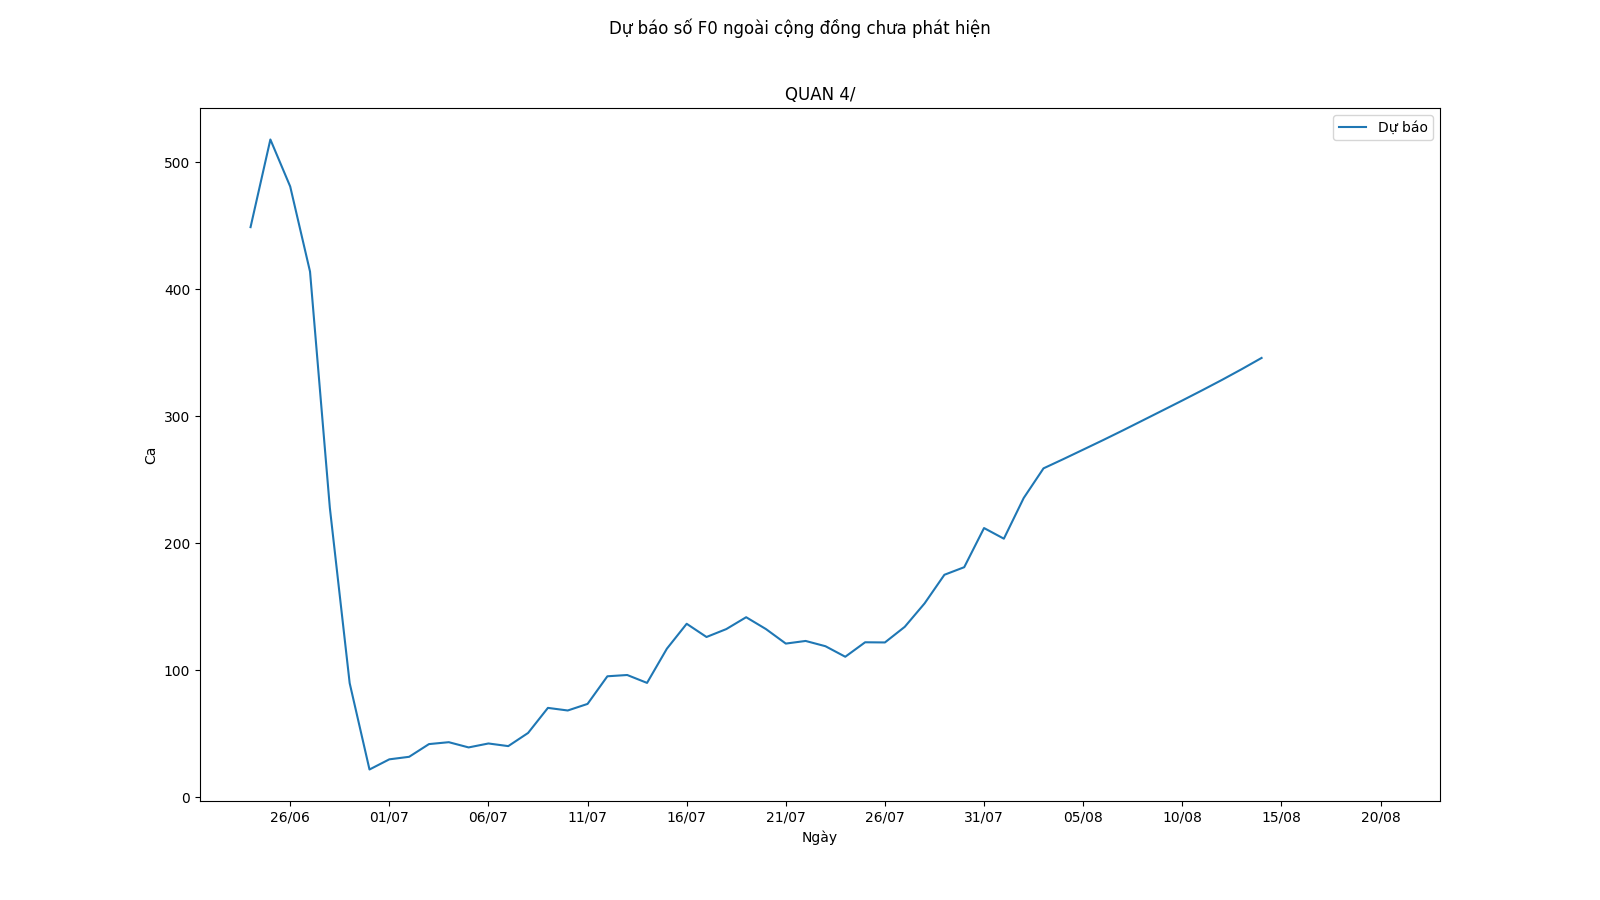 Dự báo số F0 ngoài cộng đồng chưa phát hiện
QUAN 4/
Dự báo
500
400
300
200
100
0
Ca
26/06 01/07 06/07 11/07 16/07 21/07 26/07 31/07 05/08 10/08 15/08 20/08
Ngày